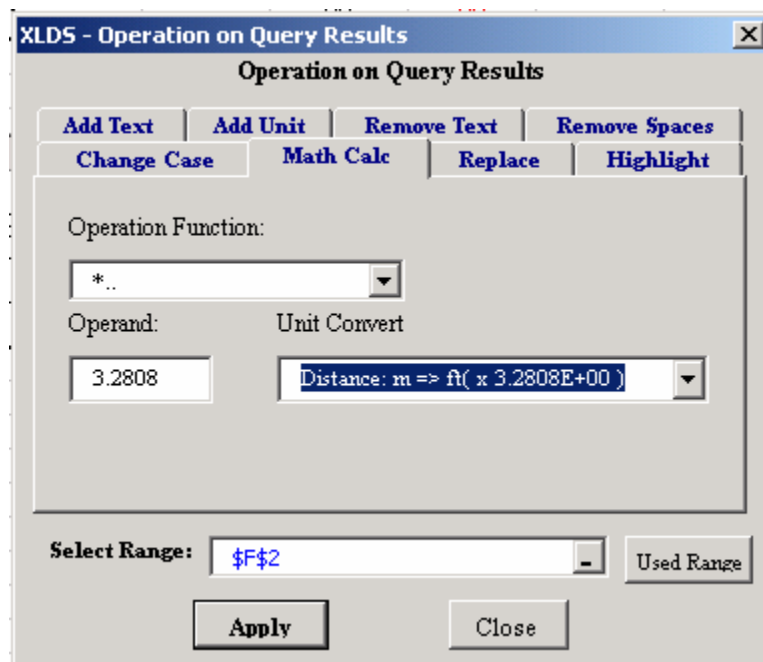 XLDS - Operation on Query Results
Operation on Query Results
Add Text Add Unit Remove Text Remove Spaces
Change Case Math Calc Replace Highlight
Operation Function:
*..
Operand: Unit Convert
3.2808 Distance: m => ft( x 3.2808E+00 )
Select Range: $F$2 Used Range
Apply Close